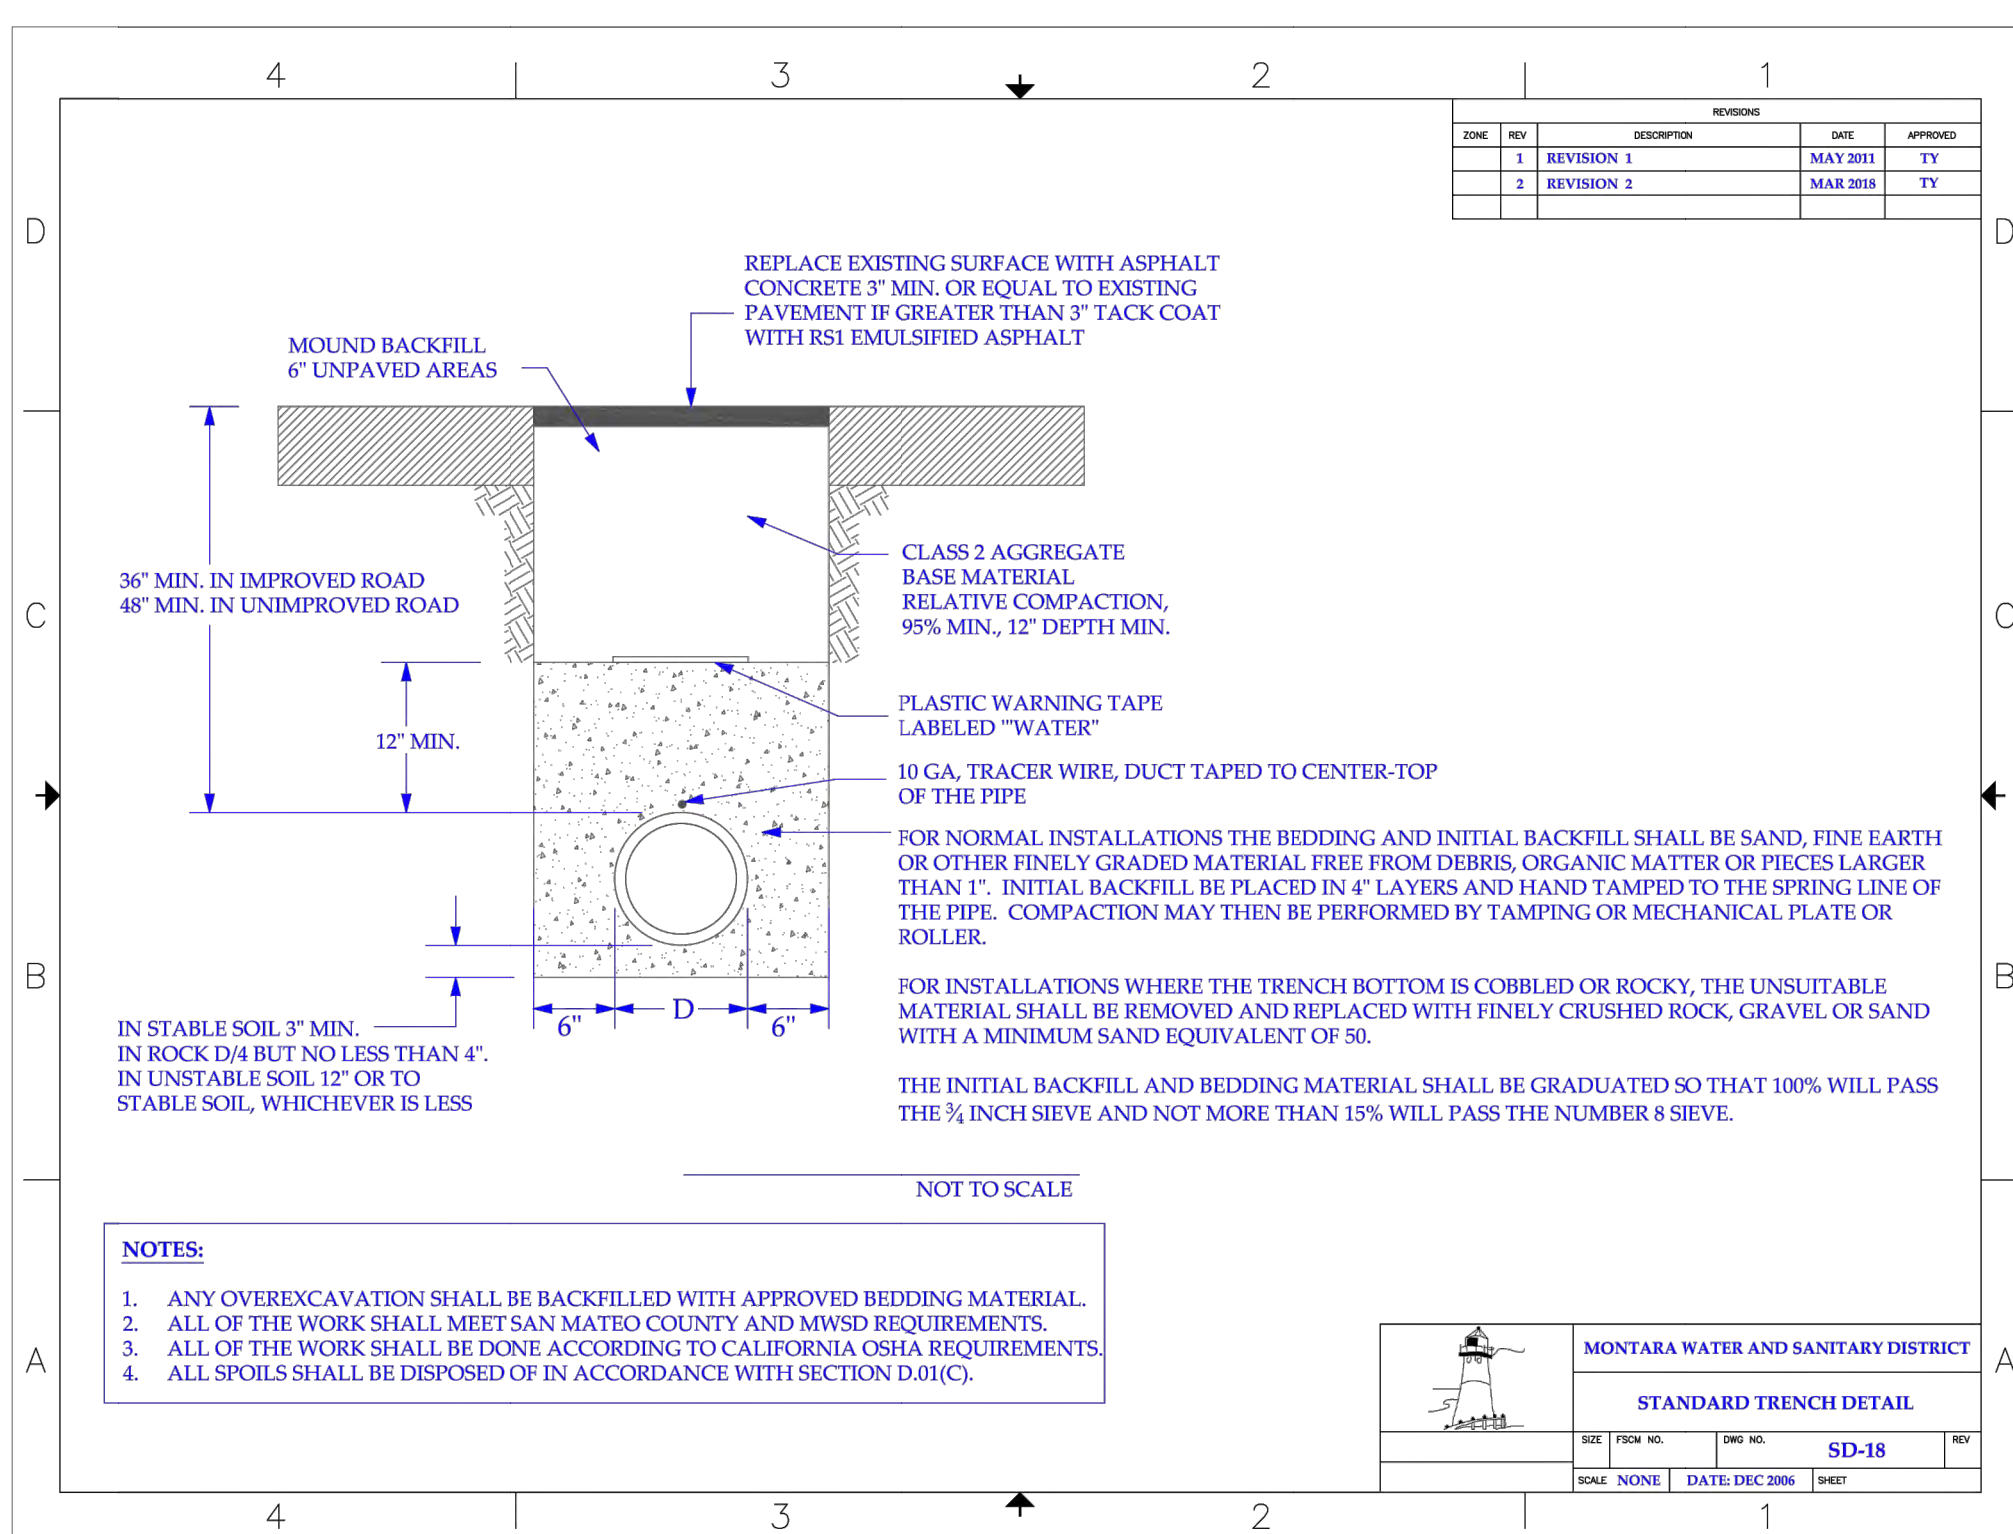 4 3 2 1
REVISIONS
ZONE REV DESCRIPTION DATE APPROVED
1 REVISION 1 MAY 2011 TY
2 REVISION 2 MAR 2018 TY
D D
REPLACE EXISTING SURFACE WITH ASPHALT
CONCRETE 3" MIN. OR EQUAL TO EXISTING
PAVEMENT IF GREATER THAN 3" TACK COAT
WITH RS1 EMULSIFIED ASPHALT
MOUND BACKFILL
6" UNPAVED AREAS
CLASS 2 AGGREGATE
BASE MATERIAL
RELATIVE COMPACTION,
95% MIN., 12" DEPTH MIN.
36" MIN. IN IMPROVED ROAD
48" MIN. IN UNIMPROVED ROAD
C C
PLASTIC WARNING TAPE
LABELED '"WATER"
12" MIN.
10 GA, TRACER WIRE, DUCT TAPED TO CENTER-TOP
OF THE PIPE
FOR NORMAL INSTALLATIONS THE BEDDING AND INITIAL BACKFILL SHALL BE SAND, FINE EARTH
OR OTHER FINELY GRADED MATERIAL FREE FROM DEBRIS, ORGANIC MATTER OR PIECES LARGER
THAN 1". INITIAL BACKFILL BE PLACED IN 4" LAYERS AND HAND TAMPED TO THE SPRING LINE OF
THE PIPE. COMPACTION MAY THEN BE PERFORMED BY TAMPING OR MECHANICAL PLATE OR
ROLLER.
B B
FOR INSTALLATIONS WHERE THE TRENCH BOTTOM IS COBBLED OR ROCKY, THE UNSUITABLE
MATERIAL SHALL BE REMOVED AND REPLACED WITH FINELY CRUSHED ROCK, GRAVEL OR SAND
WITH A MINIMUM SAND EQUIVALENT OF 50.
6" D 6"
IN STABLE SOIL 3" MIN.
IN ROCK D/4 BUT NO LESS THAN 4".
IN UNSTABLE SOIL 12" OR TO
STABLE SOIL, WHICHEVER IS LESS
THE INITIAL BACKFILL AND BEDDING MATERIAL SHALL BE GRADUATED SO THAT 100% WILL PASS
THE ¾ INCH SIEVE AND NOT MORE THAN 15% WILL PASS THE NUMBER 8 SIEVE.
NOT TO SCALE
NOTES:
1. ANY OVEREXCAVATION SHALL BE BACKFILLED WITH APPROVED BEDDING MATERIAL.
2. ALL OF THE WORK SHALL MEET SAN MATEO COUNTY AND MWSD REQUIREMENTS.
3. ALL OF THE WORK SHALL BE DONE ACCORDING TO CALIFORNIA OSHA REQUIREMENTS.
4. ALL SPOILS SHALL BE DISPOSED OF IN ACCORDANCE WITH SECTION D.01(C).
A A
MONTARA WATER AND SANITARY DISTRICT
STANDARD TRENCH DETAIL
SIZE FSCM NO. DWG NO. SD-18 REV
SCALE NONE DATE: DEC 2006 SHEET
4 3 2 1